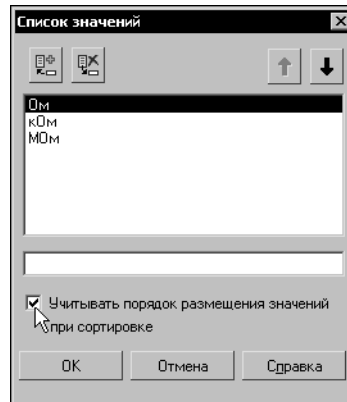 Список значений
Ом
кОм
МОм
Учитывать порядок размещения значений
при сортировке
ОК
Отмена
Справка